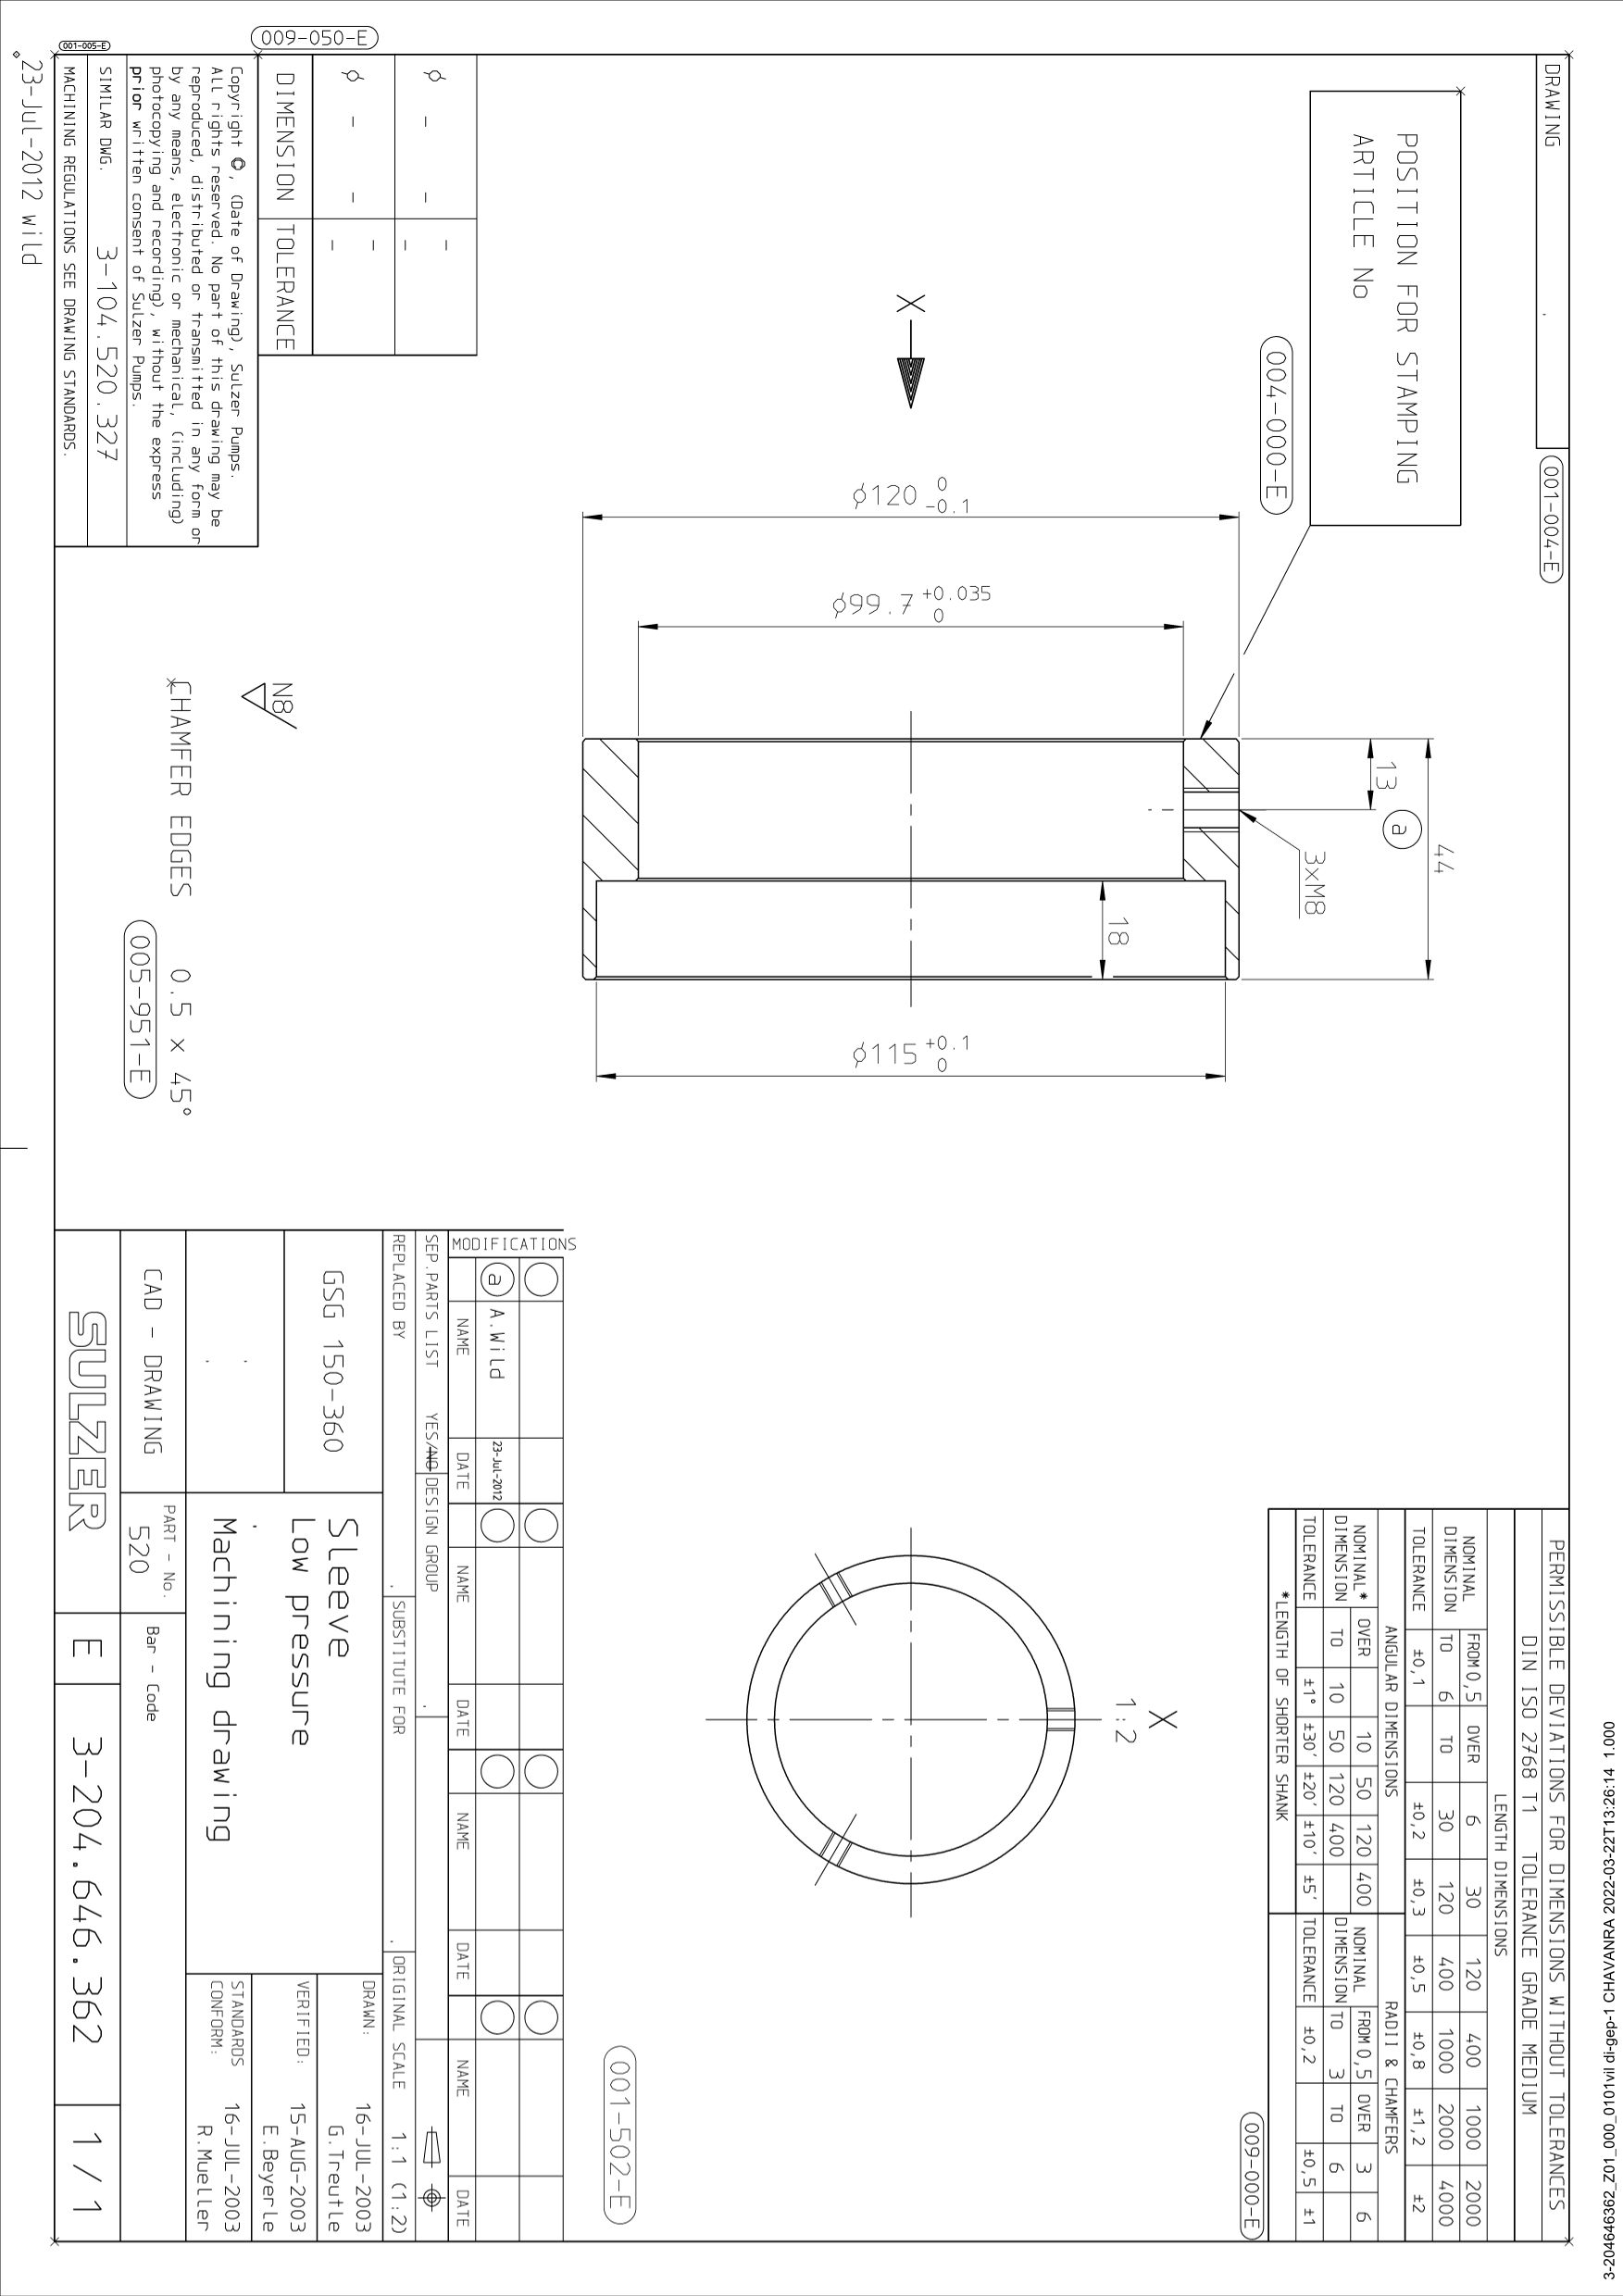 DRAWING
.
001-004-E
POSITION FOR STAMPING
ARTICLE No
004-000-E
X
⌀120 0 -0.1
⌀99.7 +0.035 0
13
a
44
3xM8
18
⌀115 +0.1 0
N8
CHAMFER EDGES 0.5 x 45°
005-951-E
PERMISSIBLE DEVIATIONS FOR DIMENSIONS WITHOUT TOLERANCES
DIN ISO 2768 T1 TOLERANCE GRADE MEDIUM
LENGTH DIMENSIONS
NOMINAL DIMENSION
FROM 0,5 OVER 6 30 120 400 1000 2000
TO 6 TO 30 120 400 1000 2000 4000
TOLERANCE ±0,1 ±0,2 ±0,3 ±0,5 ±0,8 ±1,2 ±2
ANGULAR DIMENSIONS
NOMINAL* DIMENSION
OVER 10 50 120 400
TO 10 50 120 400
TOLERANCE ±1° ±30' ±20' ±10' ±5'
*LENGTH OF SHORTER SHANK
RADII & CHAMFERS
NOMINAL DIMENSION
FROM 0,5 OVER 3 6
TO 3 TO 6
TOLERANCE ±0,2 ±0,5 ±1
009-000-E
X
1:2
001-502-E
009-050-E
⌀ - - - -
⌀ - - - -
DIMENSION TOLERANCE
Copyright ©, (Date of Drawing), Sulzer Pumps.
All rights reserved. No part of this drawing may be
reproduced, distributed or transmitted in any form or
by any means, electronic or mechanical, (including)
photocopying and recording), without the express
prior written consent of Sulzer Pumps.
SIMILAR DWG. 3-104.520.327
MACHINING REGULATIONS SEE DRAWING STANDARDS.
001-005-E
23-Jul-2012 wild
MODIFICATIONS
a A.Wild 23-Jul-2012
NAME DATE NAME DATE NAME DATE NAME DATE
SEP.PARTS LIST YES/NO DESIGN GROUP .
REPLACED BY . SUBSTITUTE FOR . ORIGINAL SCALE 1:1 (1:2)
GSG 150-360
.
.
Sleeve
Low pressure
.
Machining drawing
DRAWN: 16-JUL-2003
G.Treutle
VERIFIED: 15-AUG-2003
E.Beyerle
STANDARDS CONFORM: 16-JUL-2003
R.Mueller
CAD - DRAWING
PART - No.
520
Bar - Code
SULZER
E
3-204.646.362
1/1
3-204646362_Z01_000_0101vil di-gep-1 CHAVANRA 2022-03-22T13:26:14 1.000